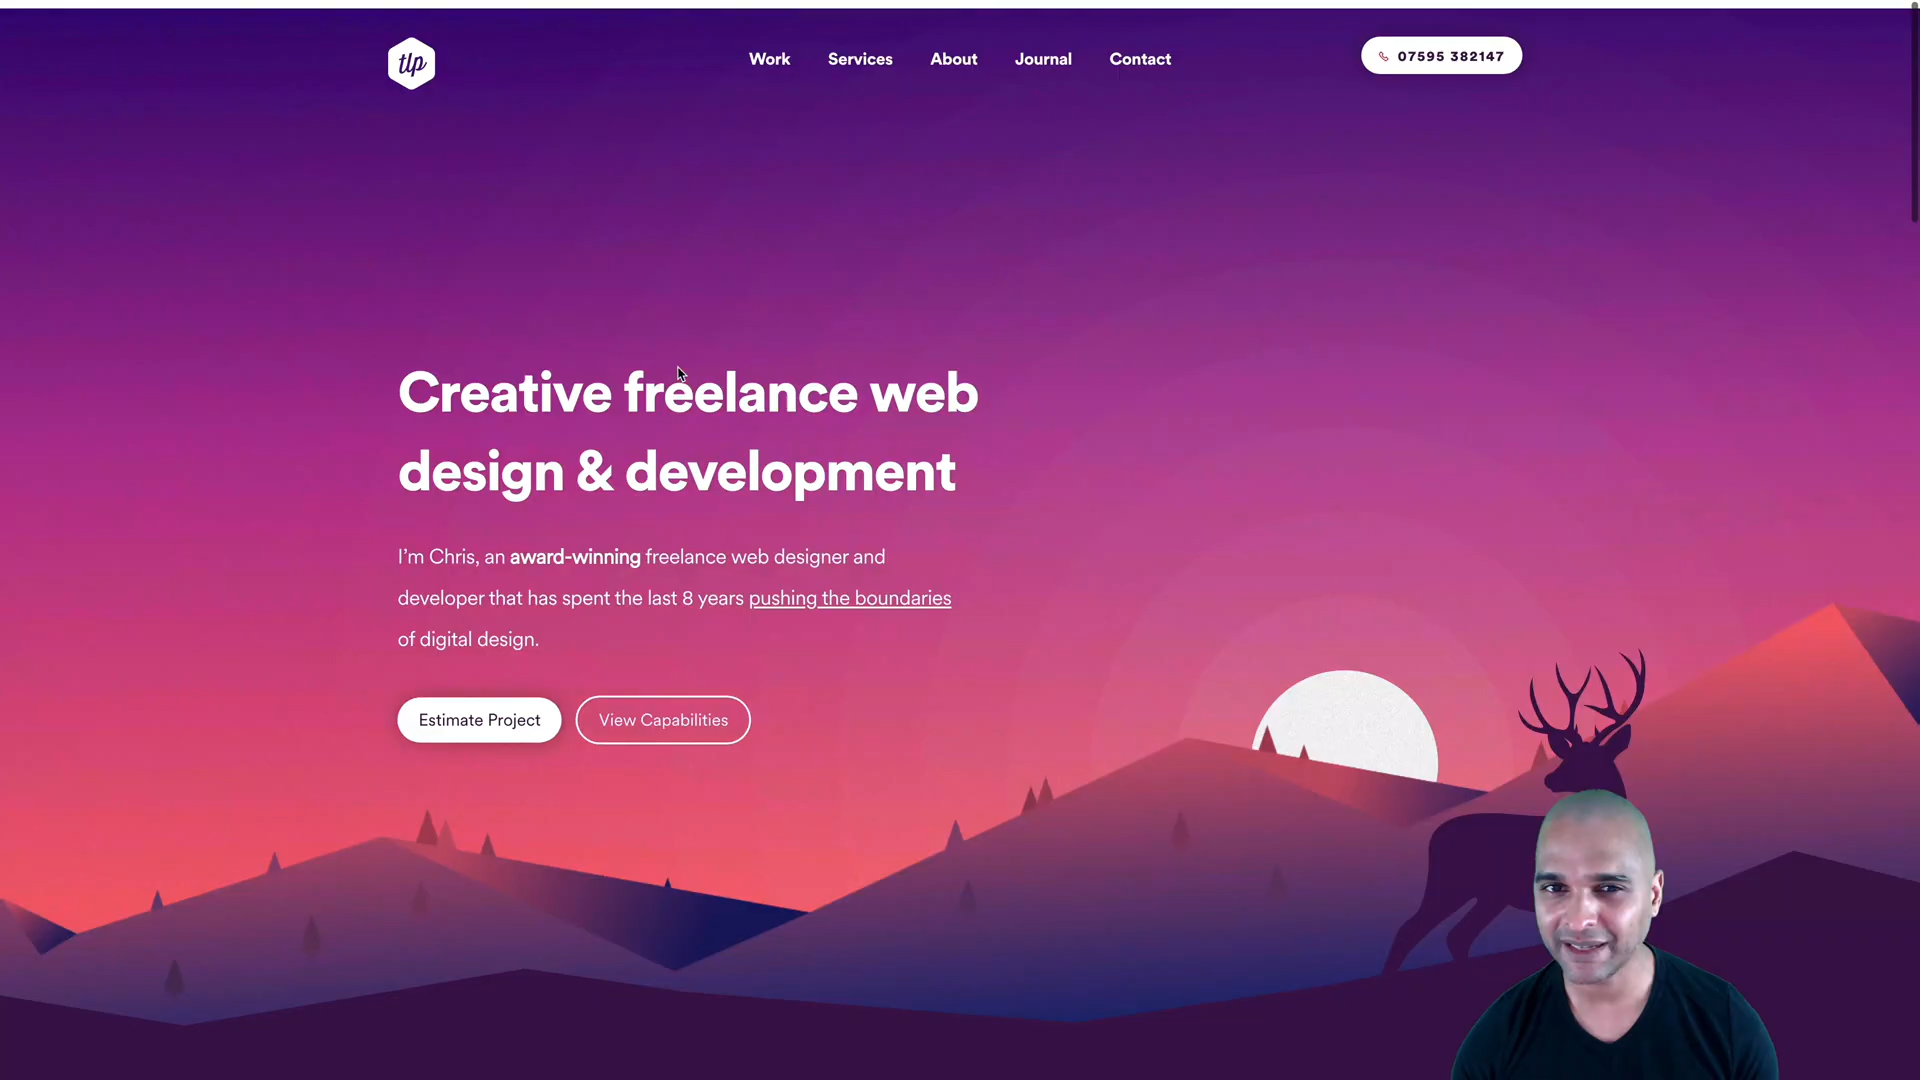 tlp
Work Services About Journal Contact
07595 382147
Creative freelance web
design & development
I’m Chris, an award-winning freelance web designer and
developer that has spent the last 8 years pushing the boundaries
of digital design.
Estimate Project View Capabilities